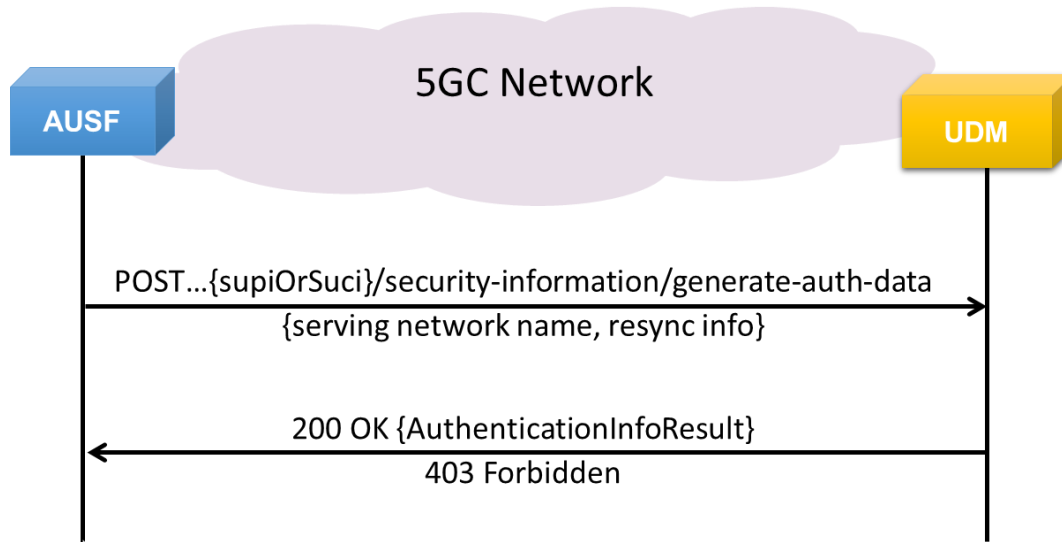 5GC Network
AUSF
UDM
POST...{supiOrSuci}/security-information/generate-auth-data
{serving network name, resync info}
200 OK {AuthenticationInfoResult}
403 Forbidden